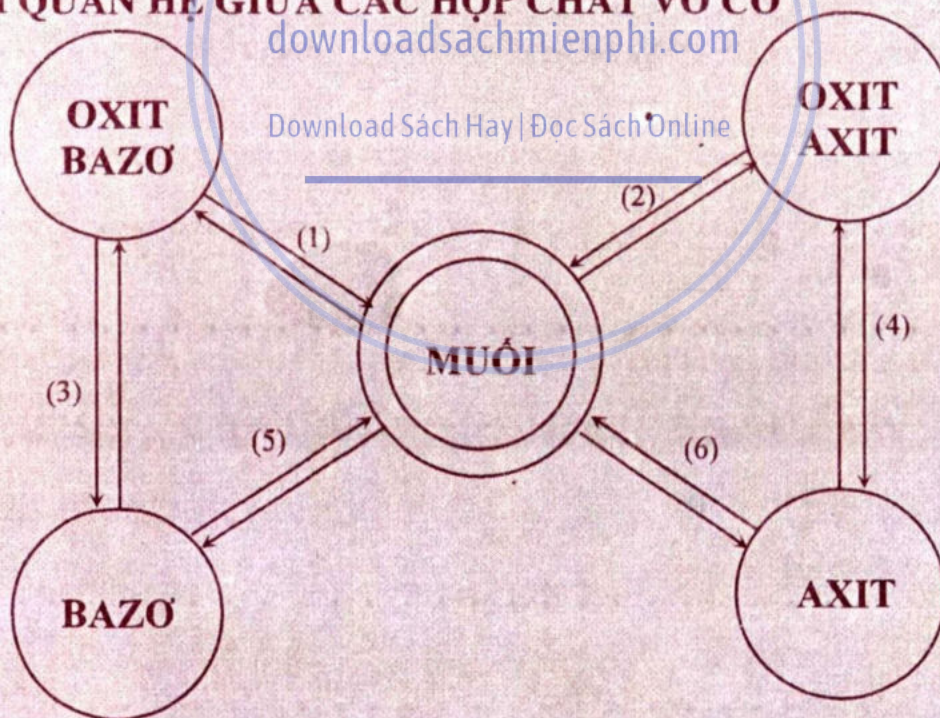 QUAN HỆ GIỮA CÁC HỢP CHẤT VÔ CƠ
downloadsachmienphi.com
Download Sách Hay | Đọc Sách Online
OXIT
BAZƠ
OXIT
AXIT
(1)
(2)
MUỐI
(3)
(4)
(5)
(6)
BAZƠ
AXIT